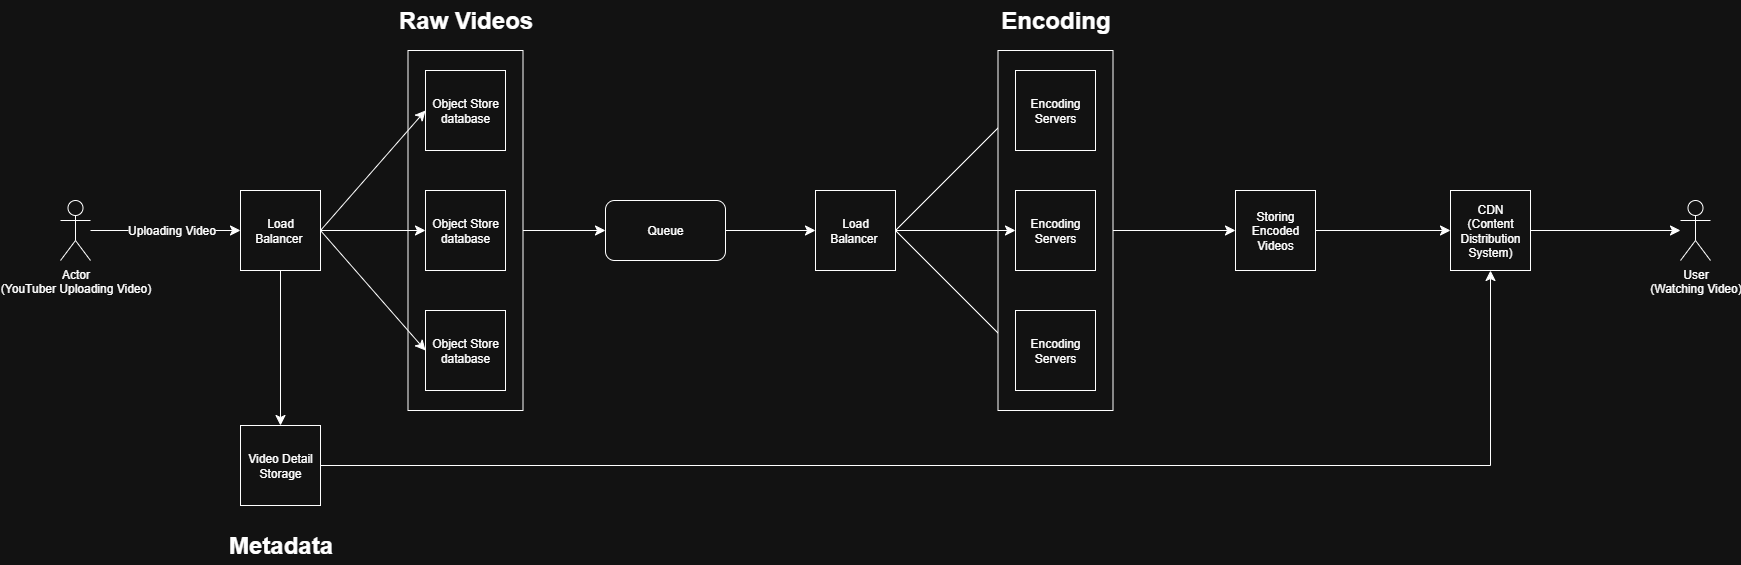 Raw Videos
Encoding
Object Store
database
Encoding
Servers
Uploading Video
Load
Balancer
Object Store
database
Queue
Load
Balancer
Encoding
Servers
Storing
Encoded
Videos
CDN
(Content
Distribution
System)
Actor
(YouTuber Uploading Video)
User
(Watching Video)
Object Store
database
Encoding
Servers
Video Detail
Storage
Metadata